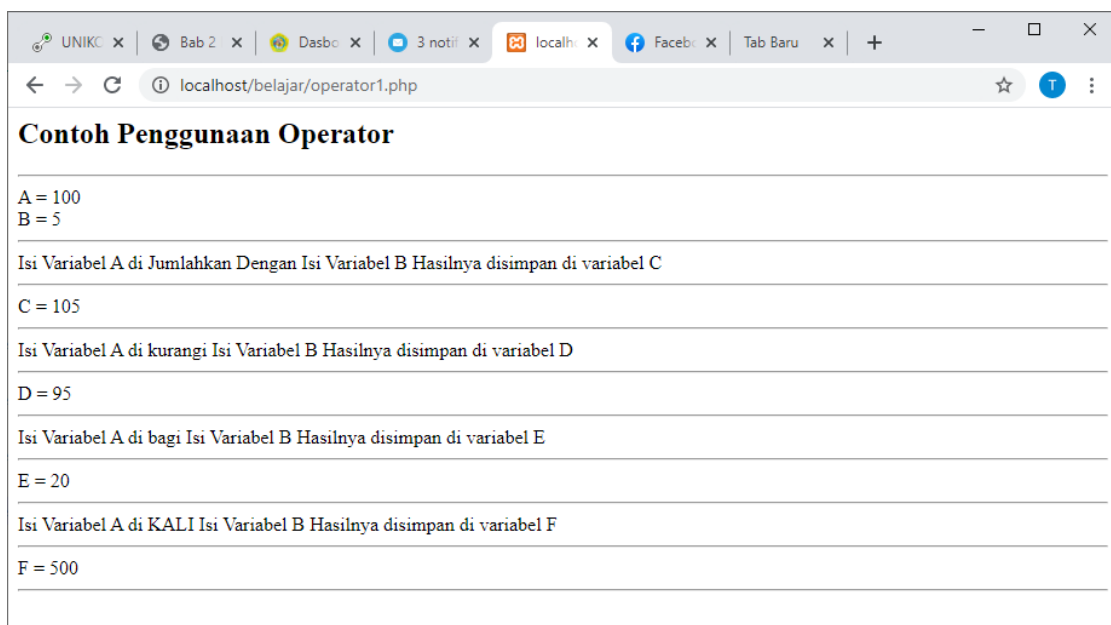 UNIKO
Bab 2
Dasbo
3 notif
localho
Facebo
Tab Baru
localhost/belajar/operator1.php
T
Contoh Penggunaan Operator
A = 100
B = 5
Isi Variabel A di Jumlahkan Dengan Isi Variabel B Hasilnya disimpan di variabel C
C = 105
Isi Variabel A di kurangi Isi Variabel B Hasilnya disimpan di variabel D
D = 95
Isi Variabel A di bagi Isi Variabel B Hasilnya disimpan di variabel E
E = 20
Isi Variabel A di KALI Isi Variabel B Hasilnya disimpan di variabel F
F = 500